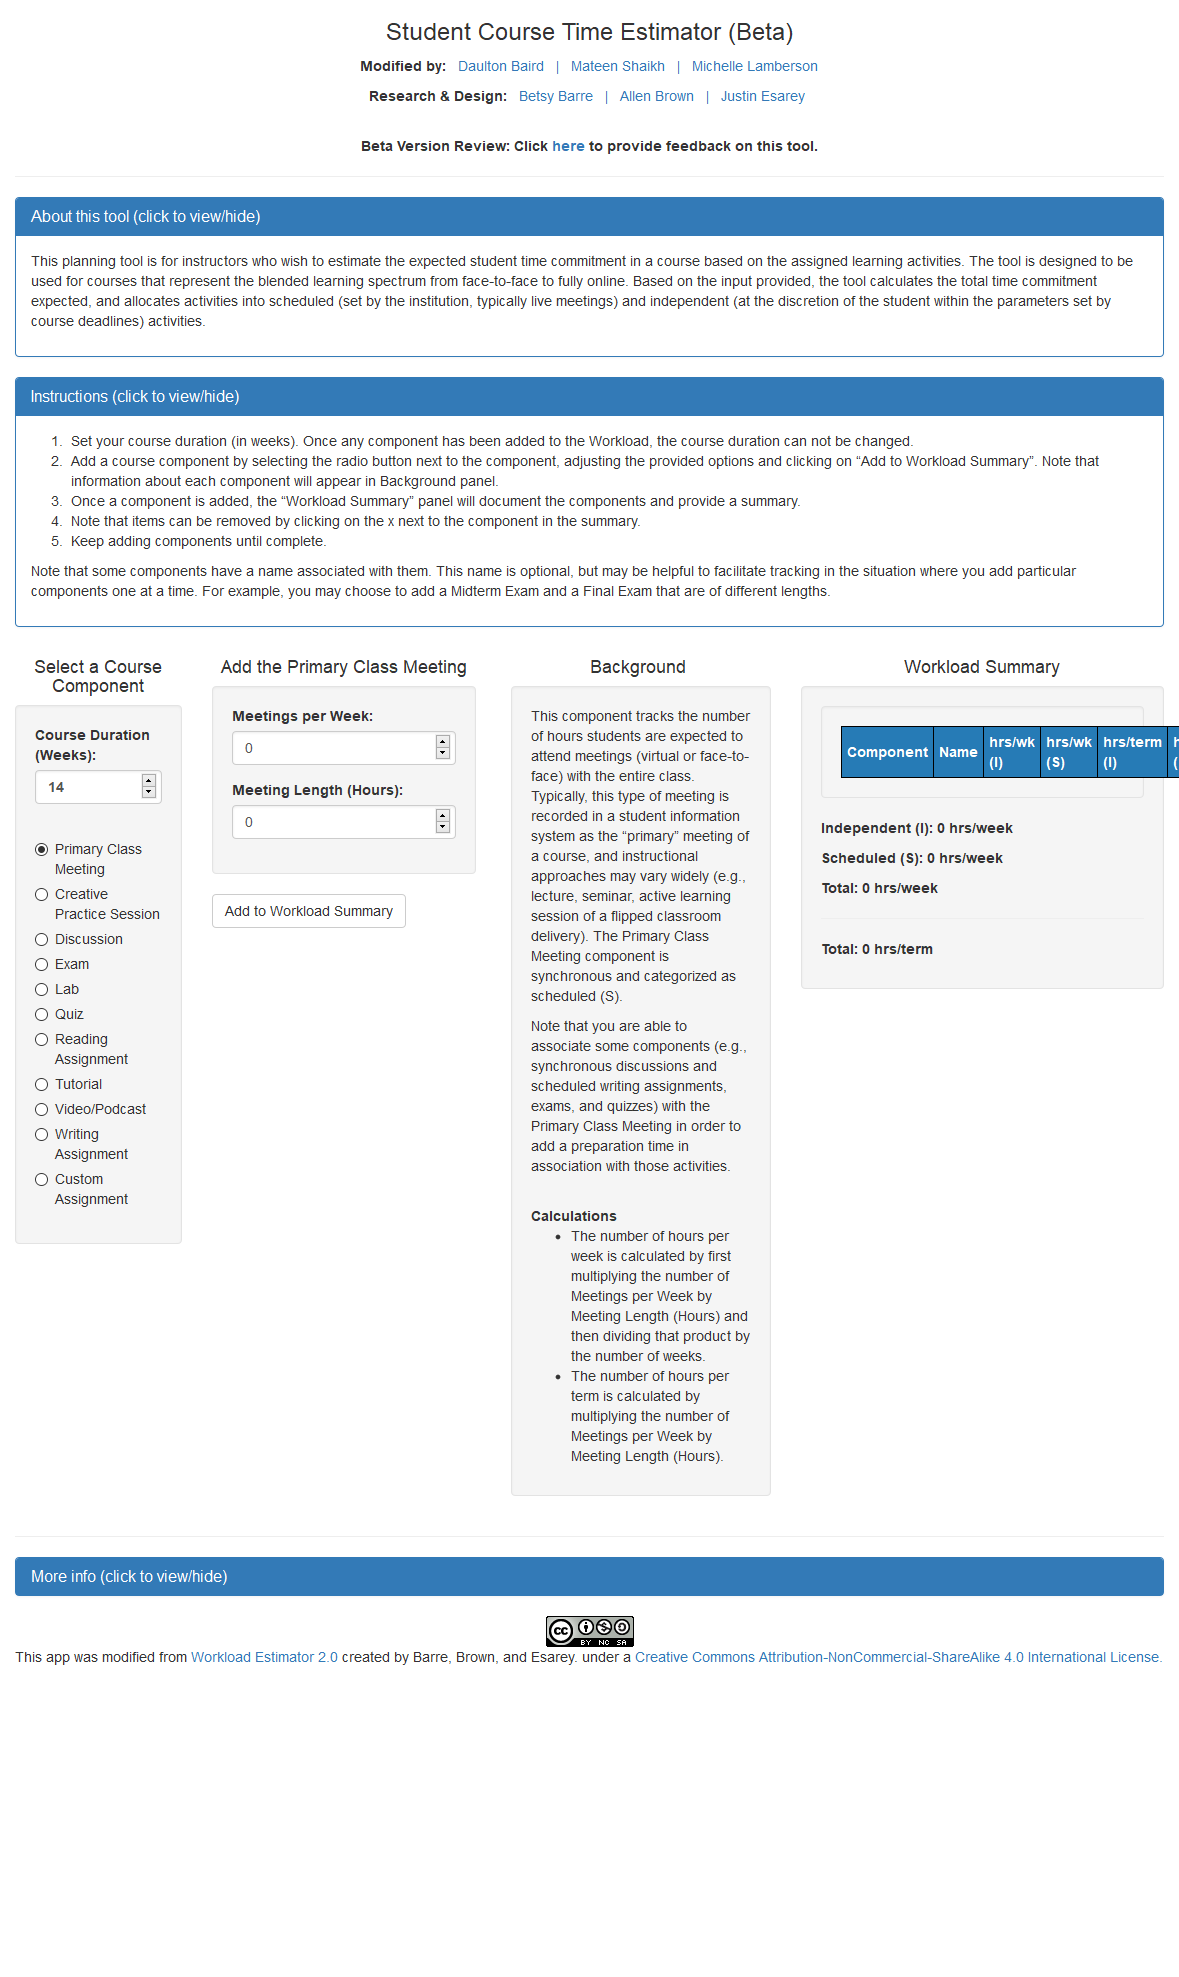 Student Course Time Estimator (Beta)
Modified by: Daulton Baird | Mateen Shaikh | Michelle Lamberson
Research & Design: Betsy Barre | Allen Brown | Justin Esarey
Beta Version Review: Click here to provide feedback on this tool.
About this tool (click to view/hide)
This planning tool is for instructors who wish to estimate the expected student time commitment in a course based on the assigned learning activities. The tool is designed to be
used for courses that represent the blended learning spectrum from face-to-face to fully online. Based on the input provided, the tool calculates the total time commitment
expected, and allocates activities into scheduled (set by the institution, typically live meetings) and independent (at the discretion of the student within the parameters set by
course deadlines) activities.
Instructions (click to view/hide)
1. Set your course duration (in weeks). Once any component has been added to the Workload, the course duration can not be changed.
2. Add a course component by selecting the radio button next to the component, adjusting the provided options and clicking on “Add to Workload Summary”. Note that
information about each component will appear in Background panel.
3. Once a component is added, the “Workload Summary” panel will document the components and provide a summary.
4. Note that items can be removed by clicking on the x next to the component in the summary.
5. Keep adding components until complete.
Note that some components have a name associated with them. This name is optional, but may be helpful to facilitate tracking in the situation where you add particular
components one at a time. For example, you may choose to add a Midterm Exam and a Final Exam that are of different lengths.
Select a Course
Component
Course Duration
(Weeks):
14
Primary Class
Meeting
Creative
Practice Session
Discussion
Exam
Lab
Quiz
Reading
Assignment
Tutorial
Video/Podcast
Writing
Assignment
Custom
Assignment
Add the Primary Class Meeting
Meetings per Week:
0
Meeting Length (Hours):
0
Add to Workload Summary
Background
This component tracks the number
of hours students are expected to
attend meetings (virtual or face-to-
face) with the entire class.
Typically, this type of meeting is
recorded in a student information
system as the “primary” meeting of
a course, and instructional
approaches may vary widely (e.g.,
lecture, seminar, active learning
session of a flipped classroom
delivery). The Primary Class
Meeting component is
synchronous and categorized as
scheduled (S).
Note that you are able to
associate some components (e.g.,
synchronous discussions and
scheduled writing assignments,
exams, and quizzes) with the
Primary Class Meeting in order to
add a preparation time in
association with those activities.
Calculations
• The number of hours per
week is calculated by first
multiplying the number of
Meetings per Week by
Meeting Length (Hours) and
then dividing that product by
the number of weeks.
• The number of hours per
term is calculated by
multiplying the number of
Meetings per Week by
Meeting Length (Hours).
Workload Summary
Component Name hrs/wk (I) hrs/wk (S) hrs/term (I)
Independent (I): 0 hrs/week
Scheduled (S): 0 hrs/week
Total: 0 hrs/week
Total: 0 hrs/term
More info (click to view/hide)
cc BY NC SA
This app was modified from Workload Estimator 2.0 created by Barre, Brown, and Esarey. under a Creative Commons Attribution-NonCommercial-ShareAlike 4.0 International License.